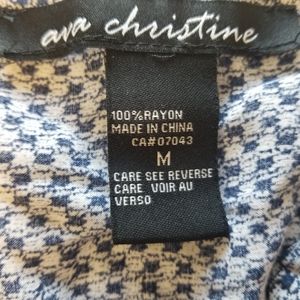 ava christine
100%RAYON
MADE IN CHINA
CA#07043
M
CARE SEE REVERSE
CARE VOIR AU
VERSO